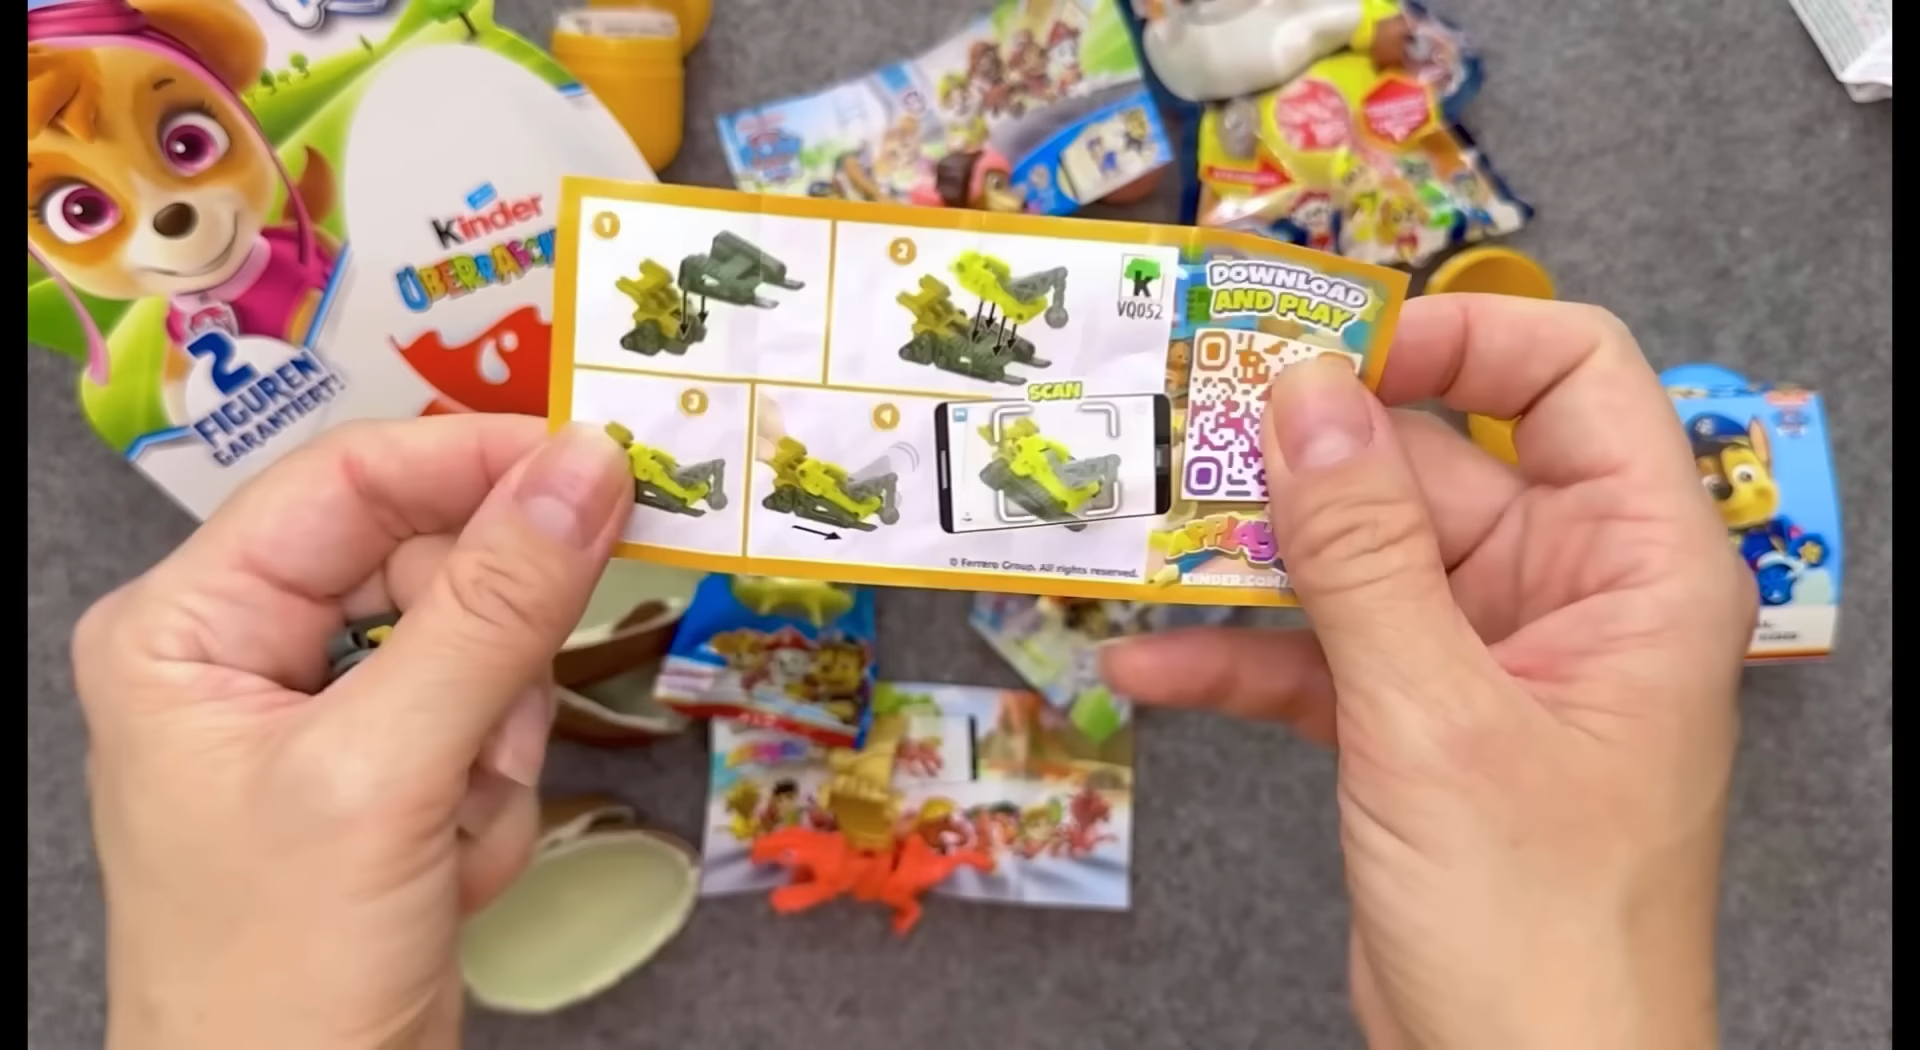 Kinder
2
FIGUREN
GARANTIERT!
1
2
K
VQ052
DOWNLOAD
AND PLAY
3
4
SCAN
© Ferrero Group. All rights reserved.
KINDER.COM/